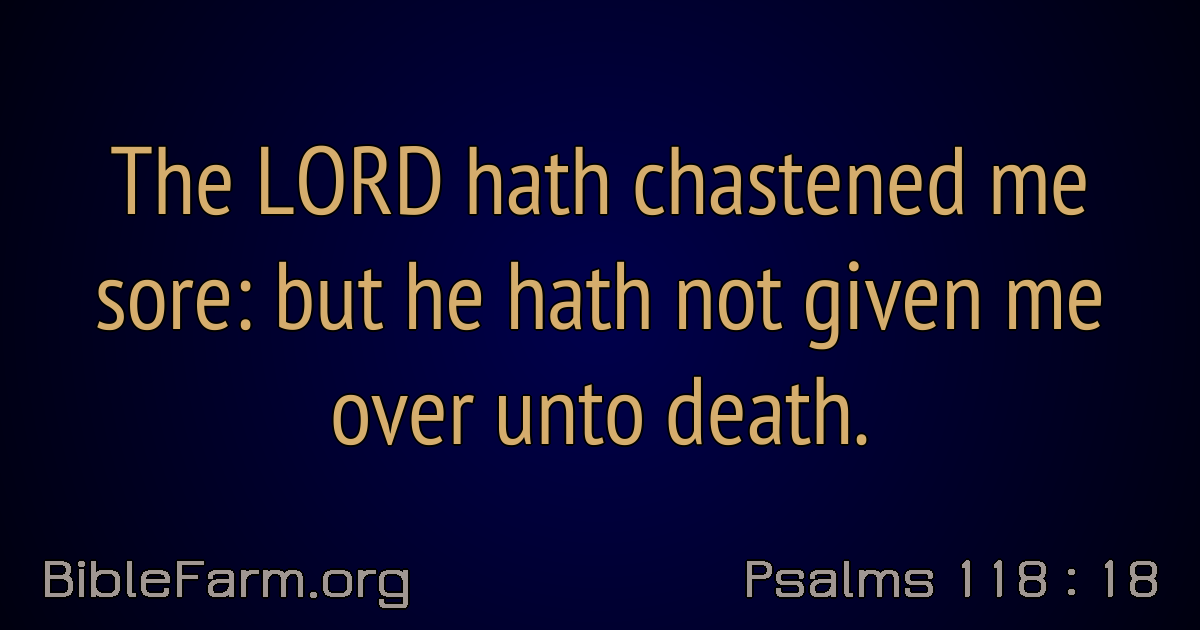 The LORD hath chastened me
sore: but he hath not given me
over unto death.
BibleFarm.org
Psalms 118 : 18